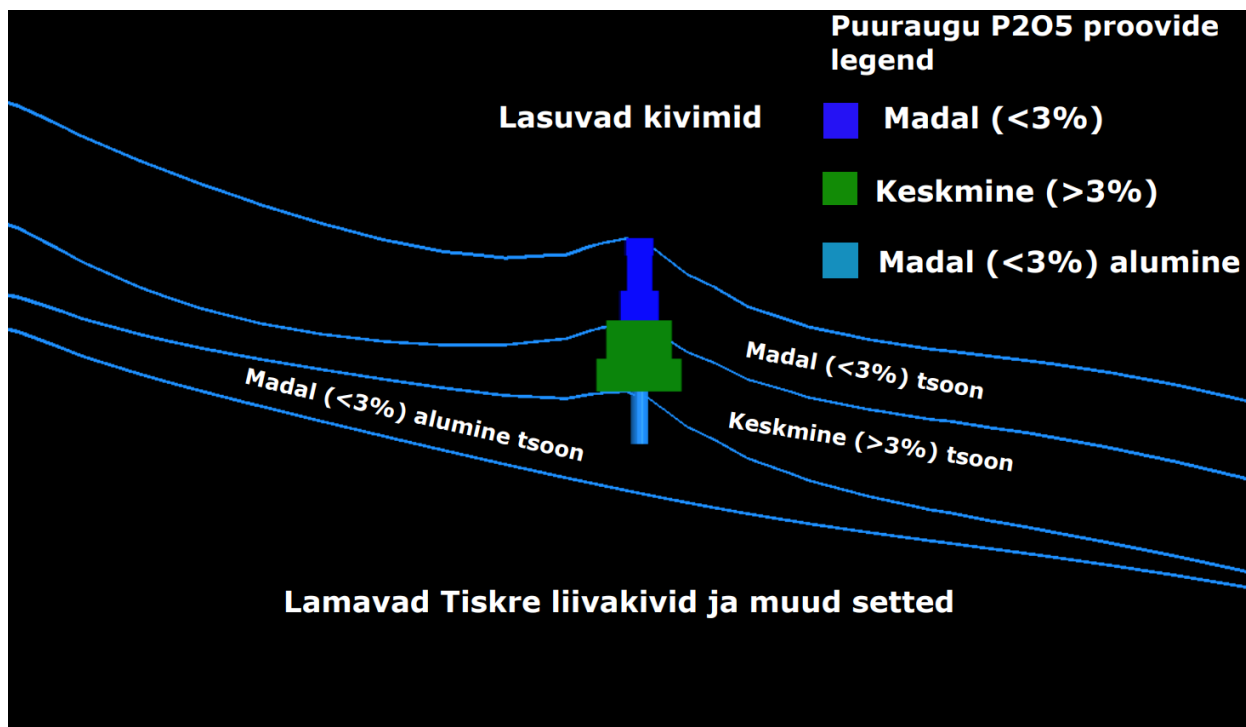 Puuraugu P2O5 proovide
legend
Lasuvad kivimid
Madal (<3%)
Keskmine (>3%)
Madal (<3%) alumine
Madal (<3%) tsoon
Madal (<3%) alumine tsoon
Keskmine (>3%) tsoon
Lamavad Tiskre liivakivid ja muud setted